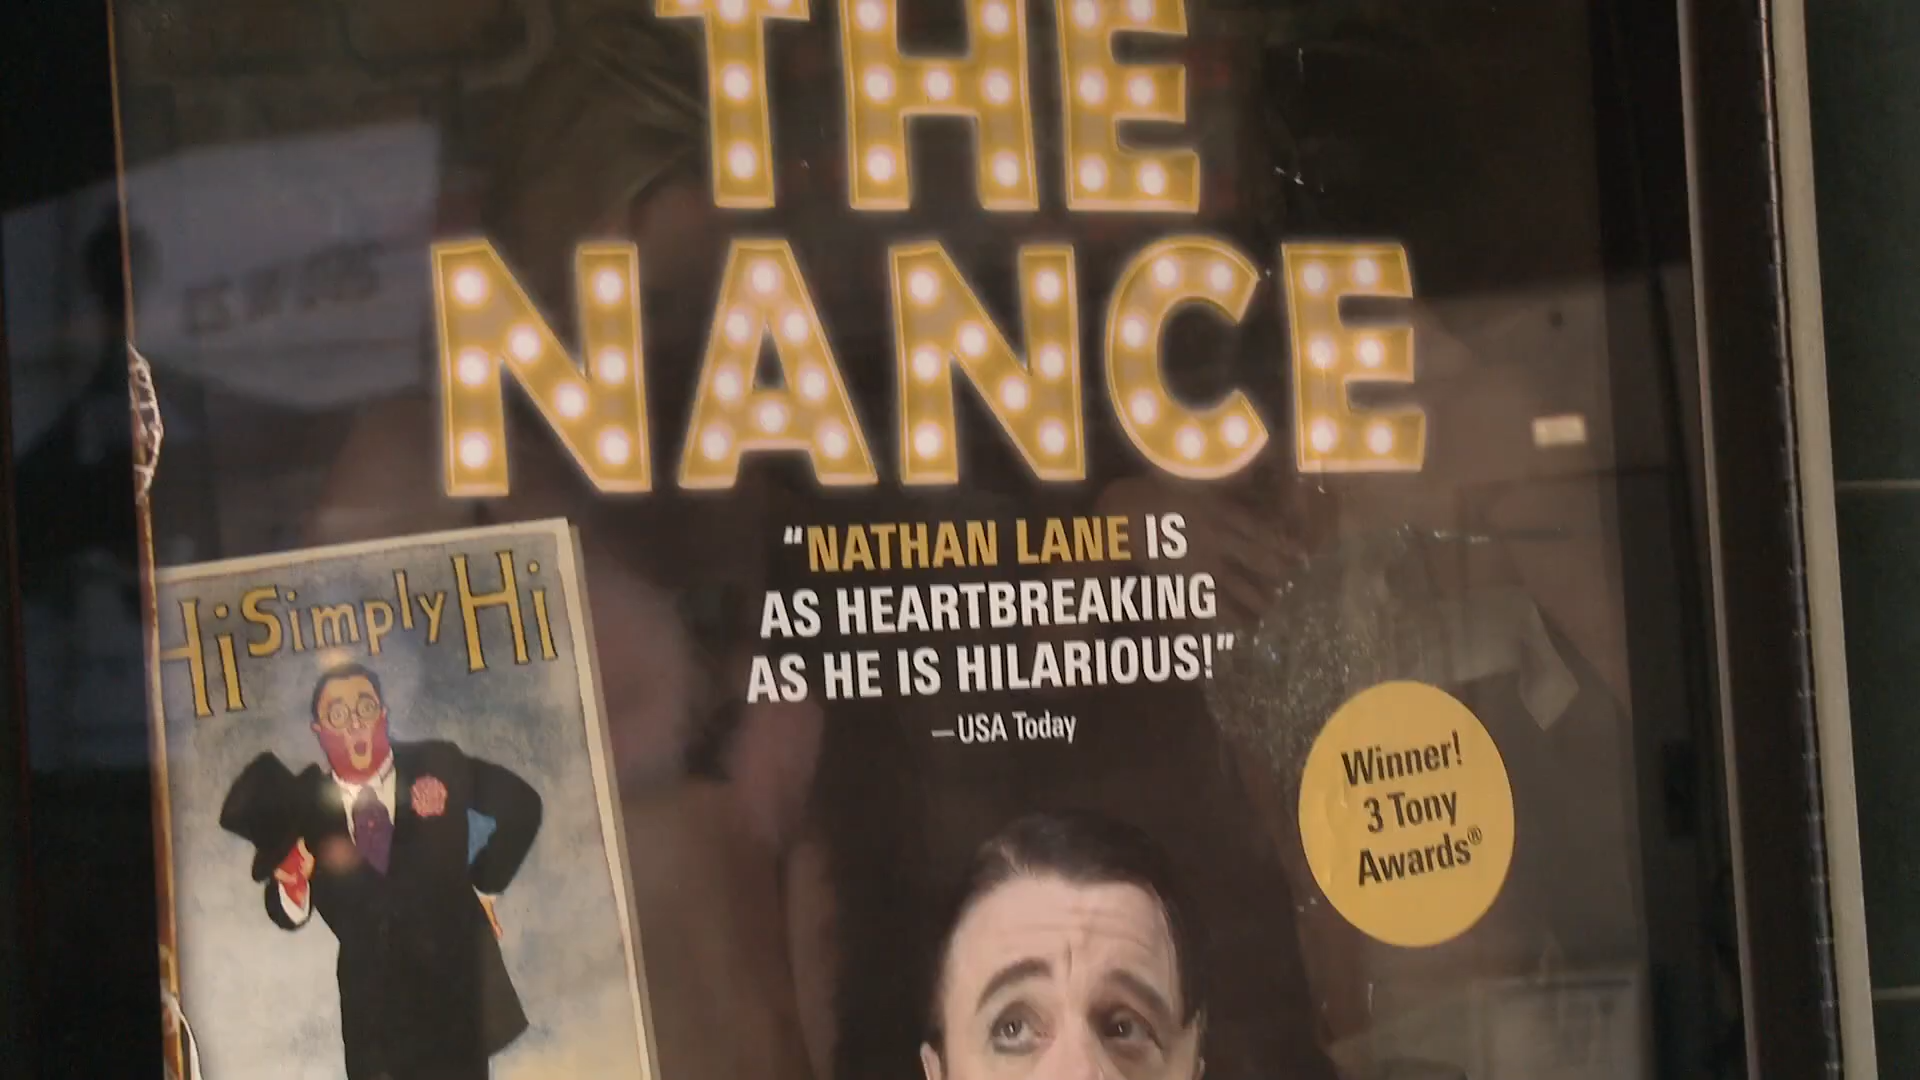 THE
NANCE
"NATHAN LANE IS
AS HEARTBREAKING
AS HE IS HILARIOUS!"
—USA Today
Hi Simply Hi
Winner!
3 Tony
Awards®